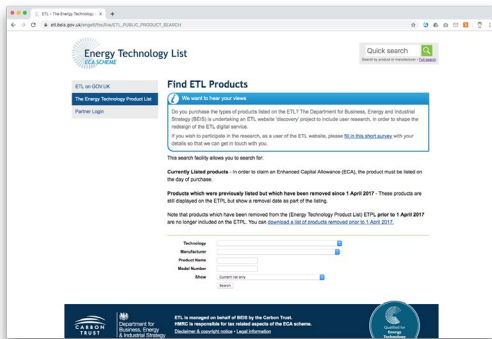 ETL - The Energy Technology
etl.beis.gov.uk/engetl/fox/live/ETL_PUBLIC_PRODUCT_SEARCH
Energy Technology List
ECA SCHEME
Quick search
Search by product or manufacturer - Full search
ETL on GOV.UK
The Energy Technology Product List
Partner Login
Find ETL Products
We want to hear your views
Do you purchase the types of products listed on the ETL? The Department for Business, Energy and Industrial
Strategy (BEIS) is undertaking an ETL website 'discovery' project to include user research, in order to shape the
redesign of the ETL digital service.
If you wish to participate in the research, as a user of the ETL website, please fill in this short survey with your
details so that we can get in touch with you.
This search facility allows you to search for:
Currently Listed products - In order to claim an Enhanced Capital Allowance (ECA), the product must be listed on
the day of purchase.
Products which were previously listed but which have been removed since 1 April 2017 - These products are
still displayed on the ETPL but show a removal date as part of the listing.
Note that products which have been removed from the (Energy Technology Product List) ETPL prior to 1 April 2017
are no longer included on the ETPL. You can download a list of products removed prior to 1 April 2017.
Technology
Manufacturer
Product Name
Model Number
Show Current list only
Search
CARBON
TRUST
Department for
Business, Energy
& Industrial Strategy
ETL is managed on behalf of BEIS by the Carbon Trust.
HMRC is responsible for tax related aspects of the ECA scheme.
Disclaimer & copyright notice - Legal information
Qualified for
Energy
Technology